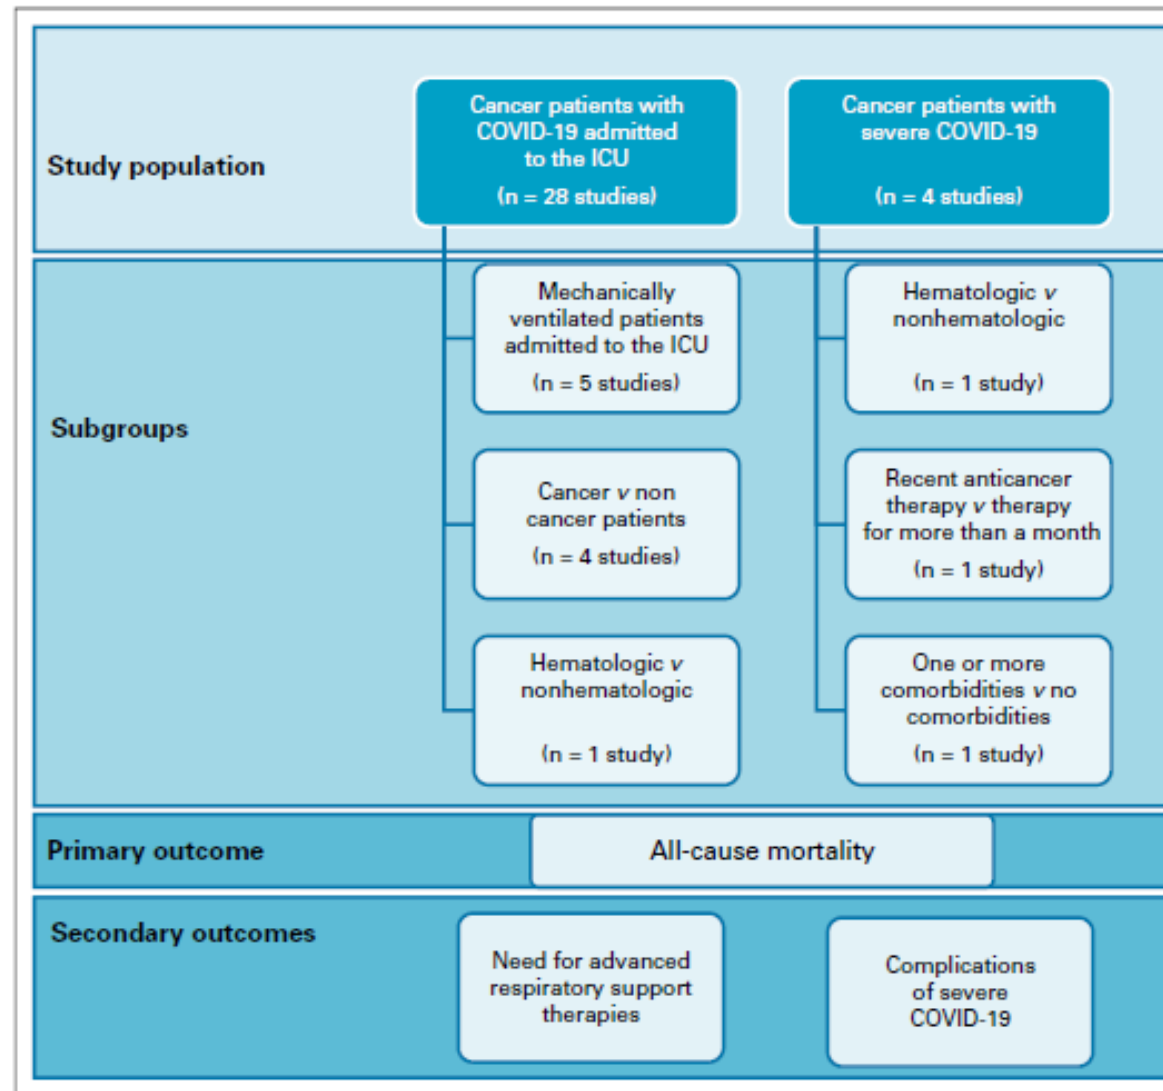 Study population
Cancer patients with
COVID-19 admitted
to the ICU
(n = 28 studies)
Cancer patients with
severe COVID-19
(n = 4 studies)
Subgroups
Mechanically
ventilated patients
admitted to the ICU
(n = 5 studies)
Cancer v non
cancer patients
(n = 4 studies)
Hematologic v
nonhematologic
(n = 1 study)
Hematologic v
nonhematologic
(n = 1 study)
Recent anticancer
therapy v therapy
for more than a month
(n = 1 study)
One or more
comorbidities v no
comorbidities
(n = 1 study)
Primary outcome
All-cause mortality
Secondary outcomes
Need for advanced
respiratory support
therapies
Complications
of severe
COVID-19